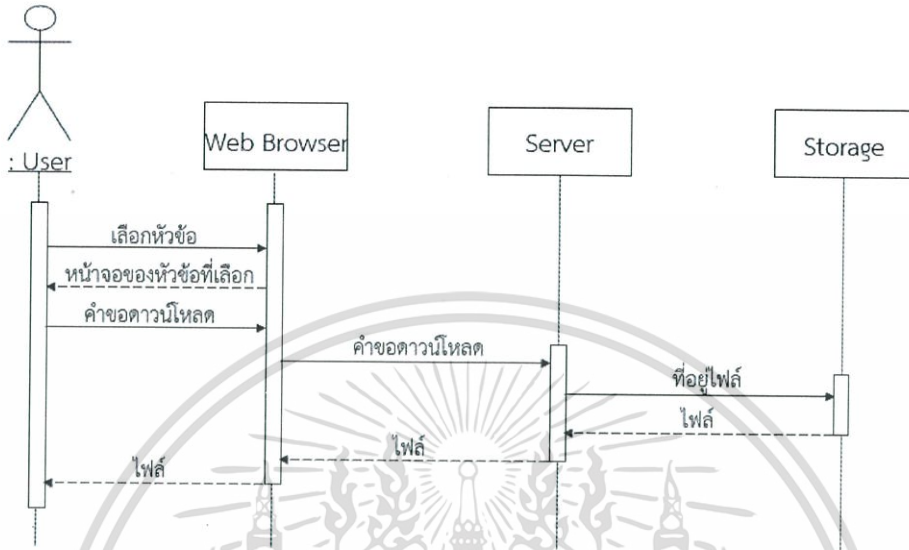 : User
Web Browser
Server
Storage
เลือกหัวข้อ
หน้าจอของหัวข้อที่เลือก
คำขอดาวน์โหลด
คำขอดาวน์โหลด
ที่อยู่ไฟล์
ไฟล์
ไฟล์
ไฟล์